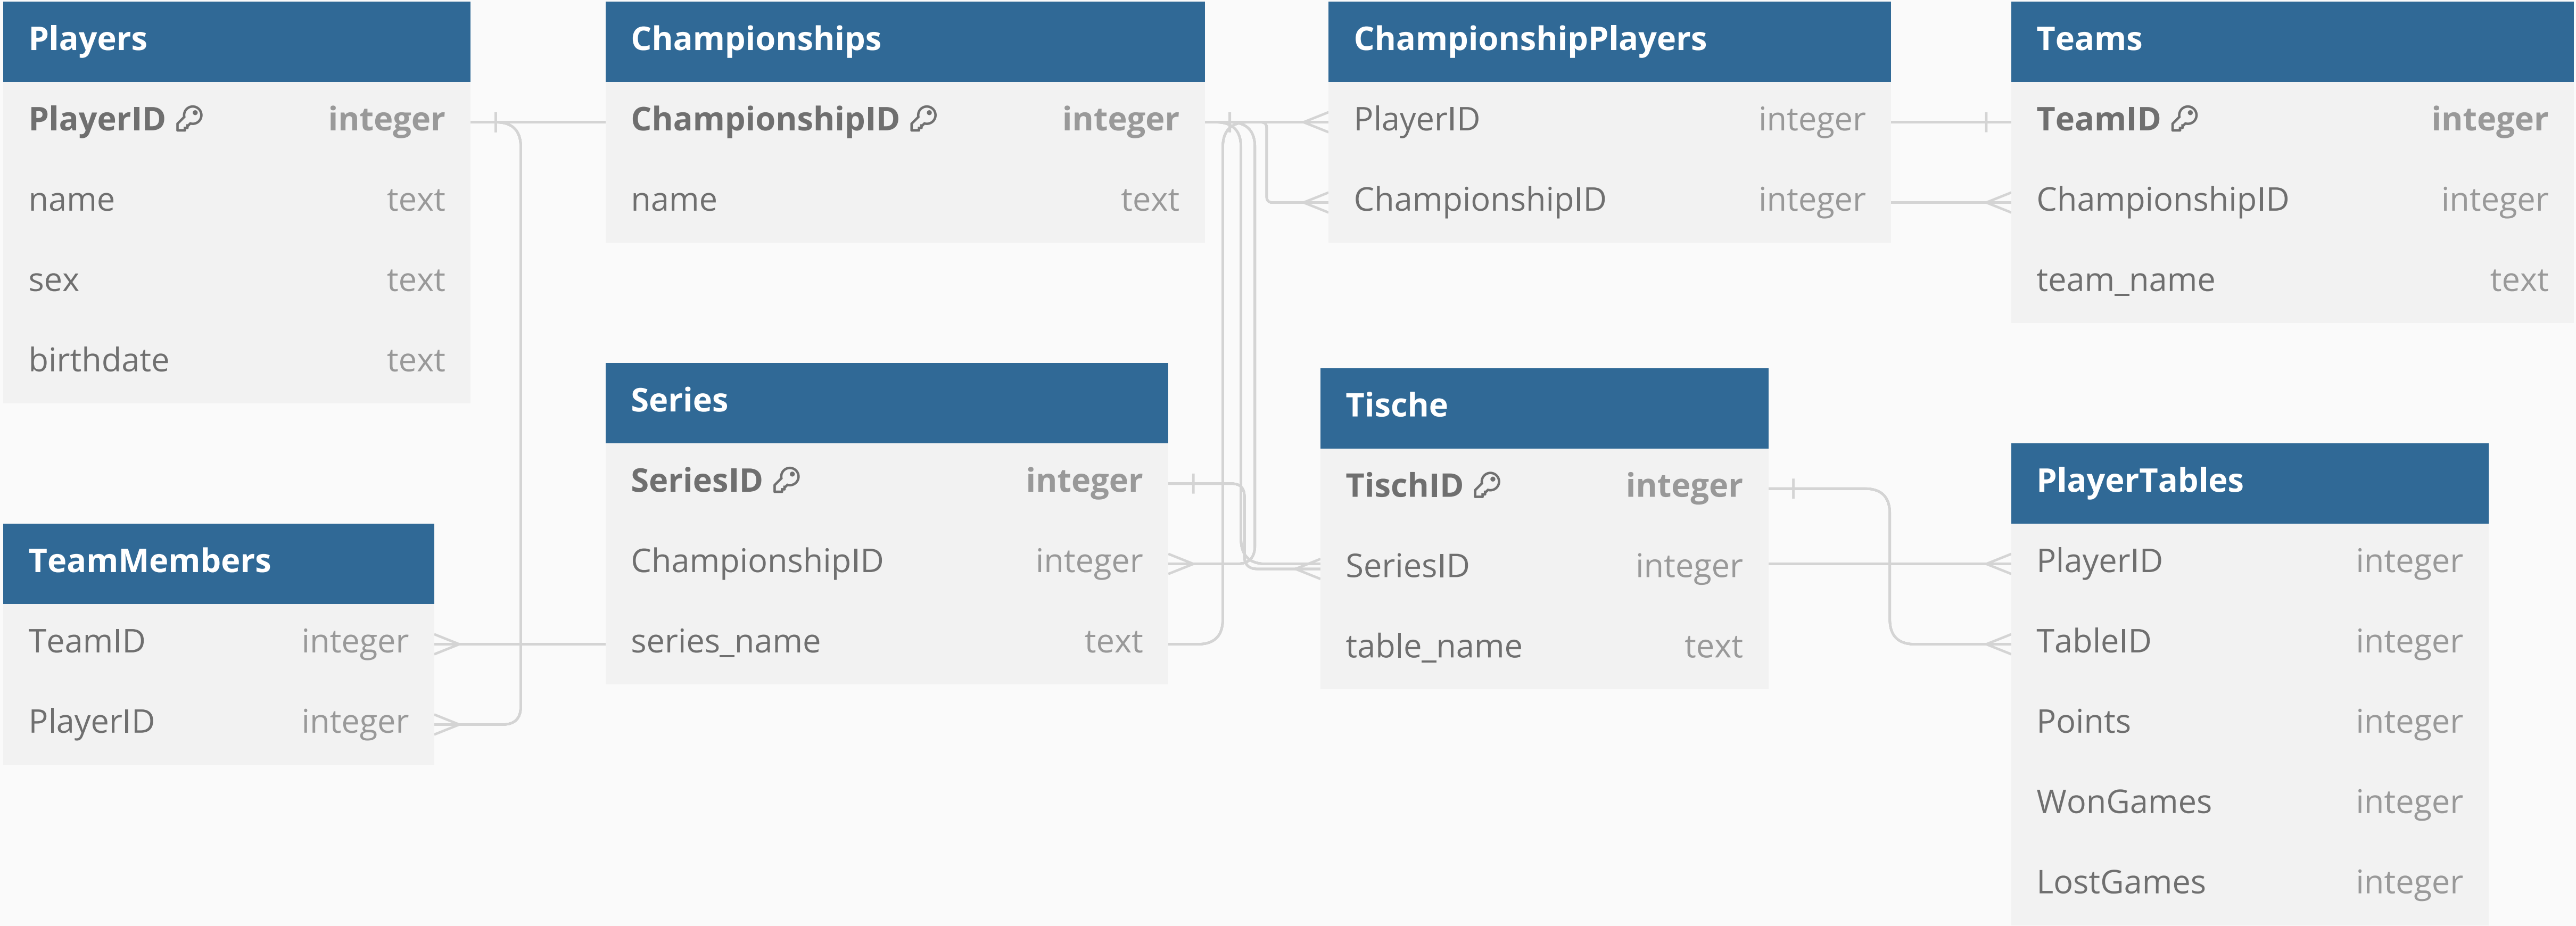 Players
PlayerID integer
name text
sex text
birthdate text
Championships
ChampionshipID integer
name text
ChampionshipPlayers
PlayerID integer
ChampionshipID integer
Teams
TeamID integer
ChampionshipID integer
team_name text
Series
SeriesID integer
ChampionshipID integer
series_name text
Tische
TischID integer
SeriesID integer
table_name text
TeamMembers
TeamID integer
PlayerID integer
PlayerTables
PlayerID integer
TableID integer
Points integer
WonGames integer
LostGames integer